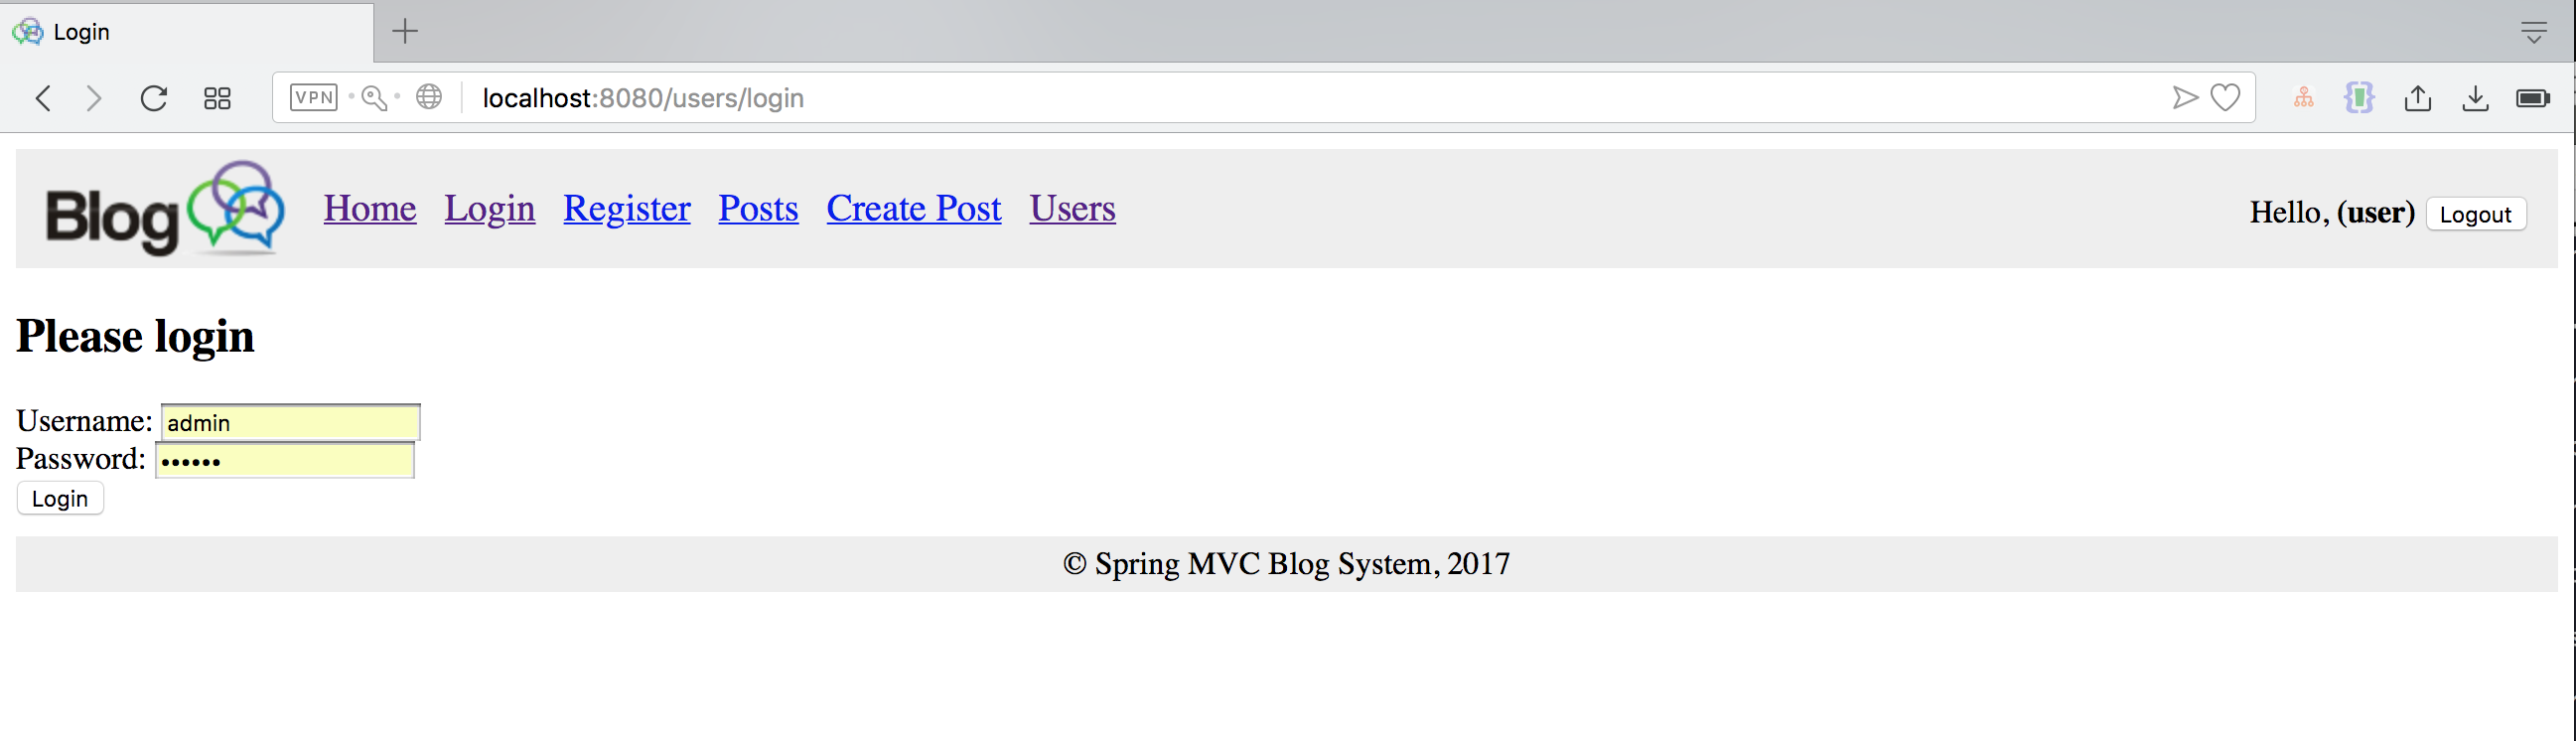 Login
VPN localhost:8080/users/login
Blog Home Login Register Posts Create Post Users Hello, (user) Logout
Please login
Username: admin
Password: ••••••
Login
© Spring MVC Blog System, 2017